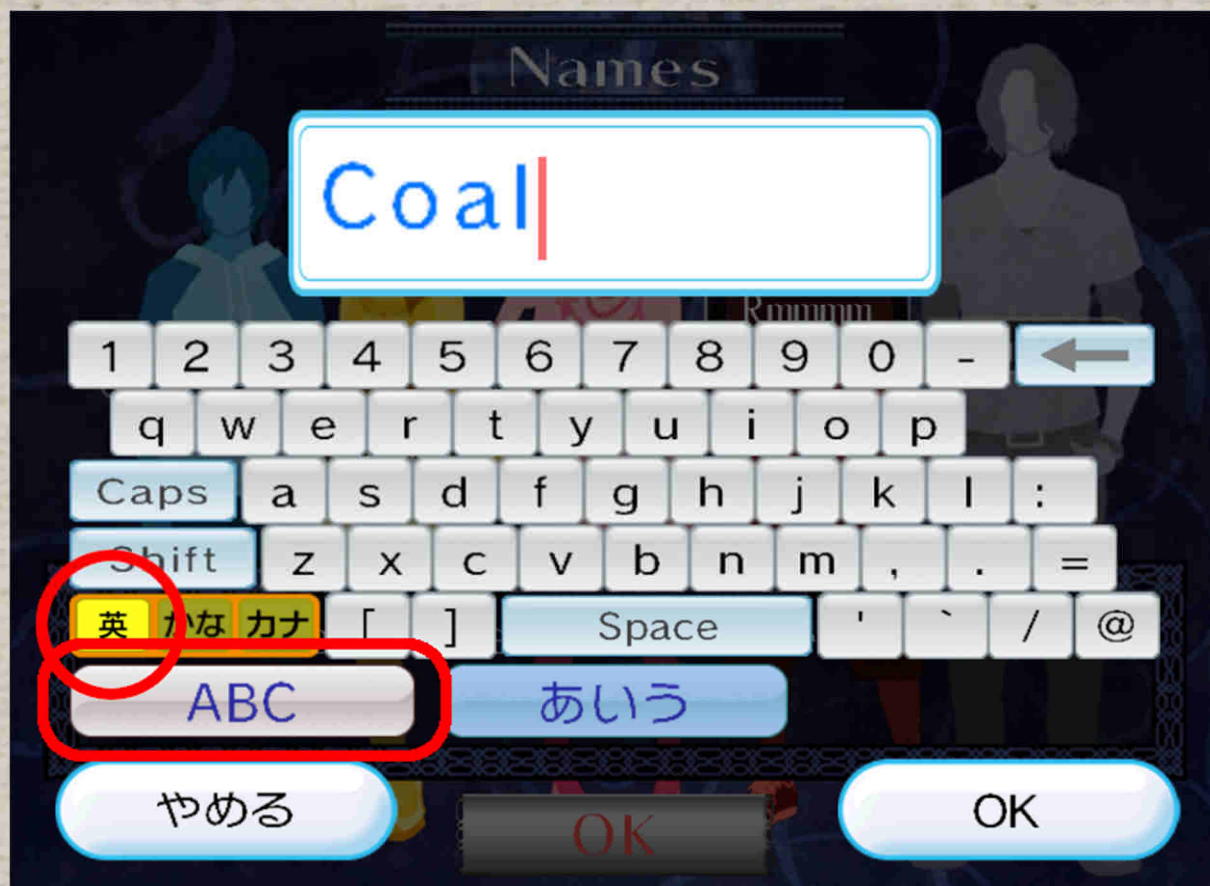 Names
Coal
Rmmmm
1 2 3 4 5 6 7 8 9 0 -
q w e r t y u i o p
Caps a s d f g h j k l :
Shift z x c v b n m , . =
英 かな カナ [ ] Space ' ` / @
ABC あいう
やめる OK
OK